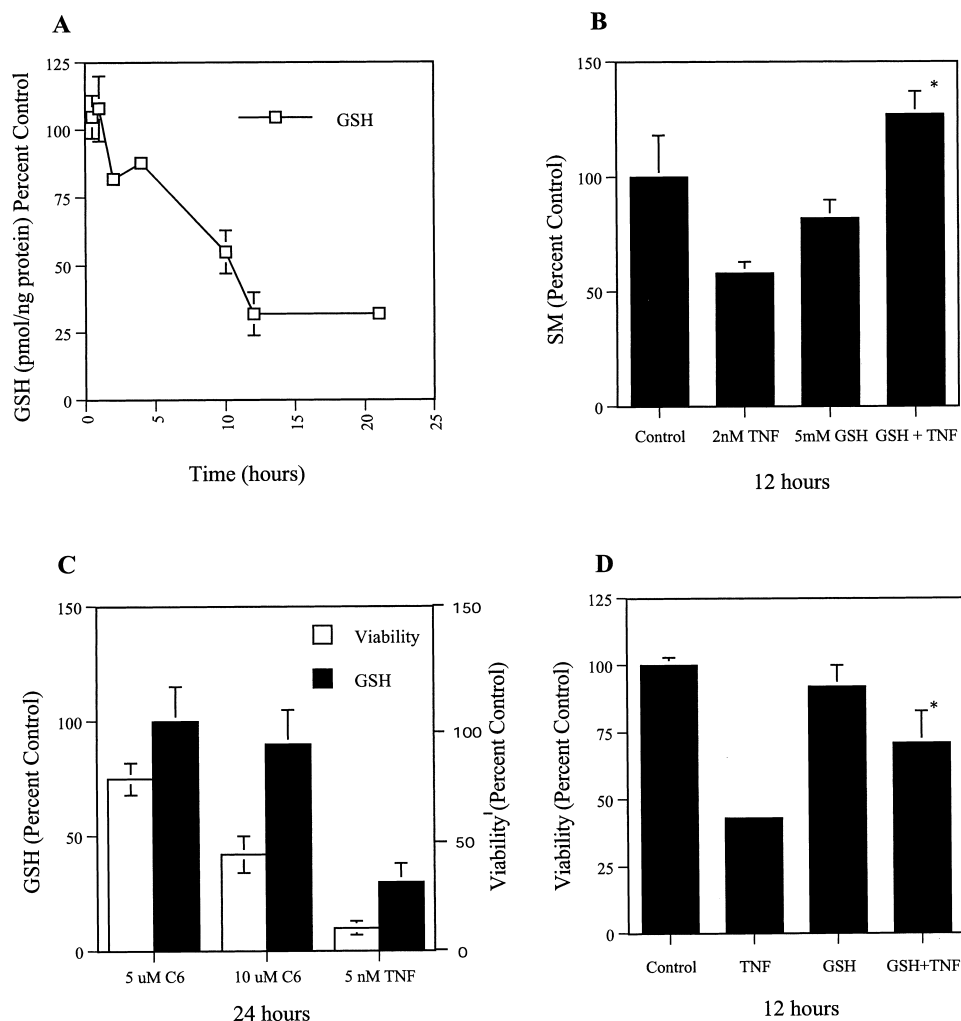 A
GSH (pmol/ng protein) Percent Control
125
100
75
50
25
0
GSH
0
5
10
15
20
25
Time (hours)
B
SM (Percent Control)
150
100
50
0
*
Control
2nM TNF
5mM GSH
GSH + TNF
12 hours
C
GSH (Percent Control)
150
100
50
0
Viability
GSH
150
100
50
0
Viability (Percent Control)
5 uM C6
10 uM C6
5 nM TNF
24 hours
D
Viability (Percent Control)
125
100
75
50
25
0
*
Control
TNF
GSH
GSH+TNF
12 hours